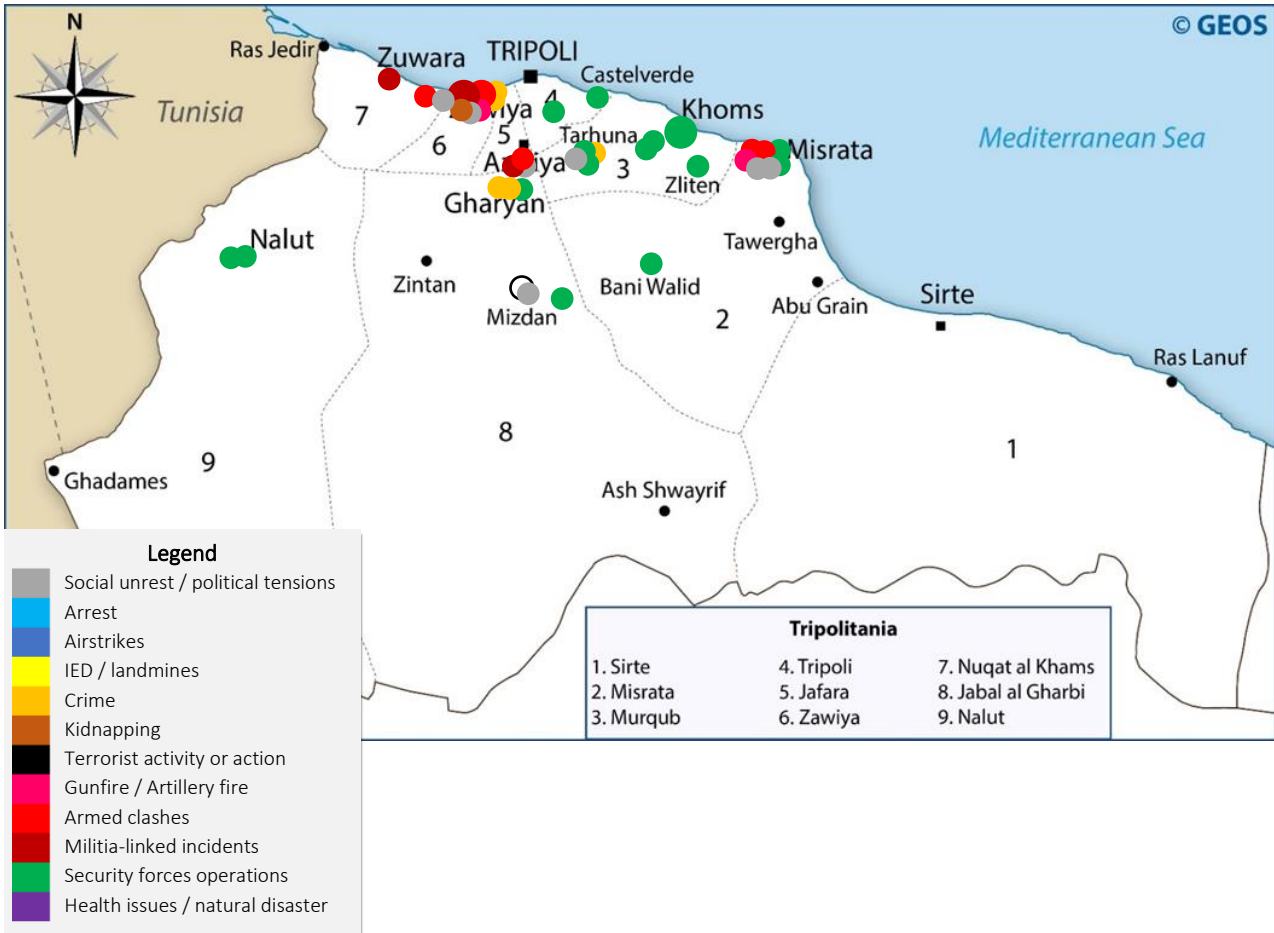 © GEOS
N
Ras Jedir
Zuwara
TRIPOLI
Castelverde
Tunisia
7
4
Khoms
Mediterranean Sea
5
Tarhuna
6
3
Misrata
Zliten
Gharyan
Nalut
Tawergha
Zintan
Bani Walid
Abu Grain
Sirte
Mizdan
2
Ras Lanuf
8
1
9
Ghadames
Ash Shwayrif
Legend
Social unrest / political tensions
Arrest
Airstrikes
IED / landmines
Crime
Kidnapping
Terrorist activity or action
Gunfire / Artillery fire
Armed clashes
Militia-linked incidents
Security forces operations
Health issues / natural disaster
Tripolitania
1. Sirte
2. Misrata
3. Murqub
4. Tripoli
5. Jafara
6. Zawiya
7. Nuqat al Khams
8. Jabal al Gharbi
9. Nalut